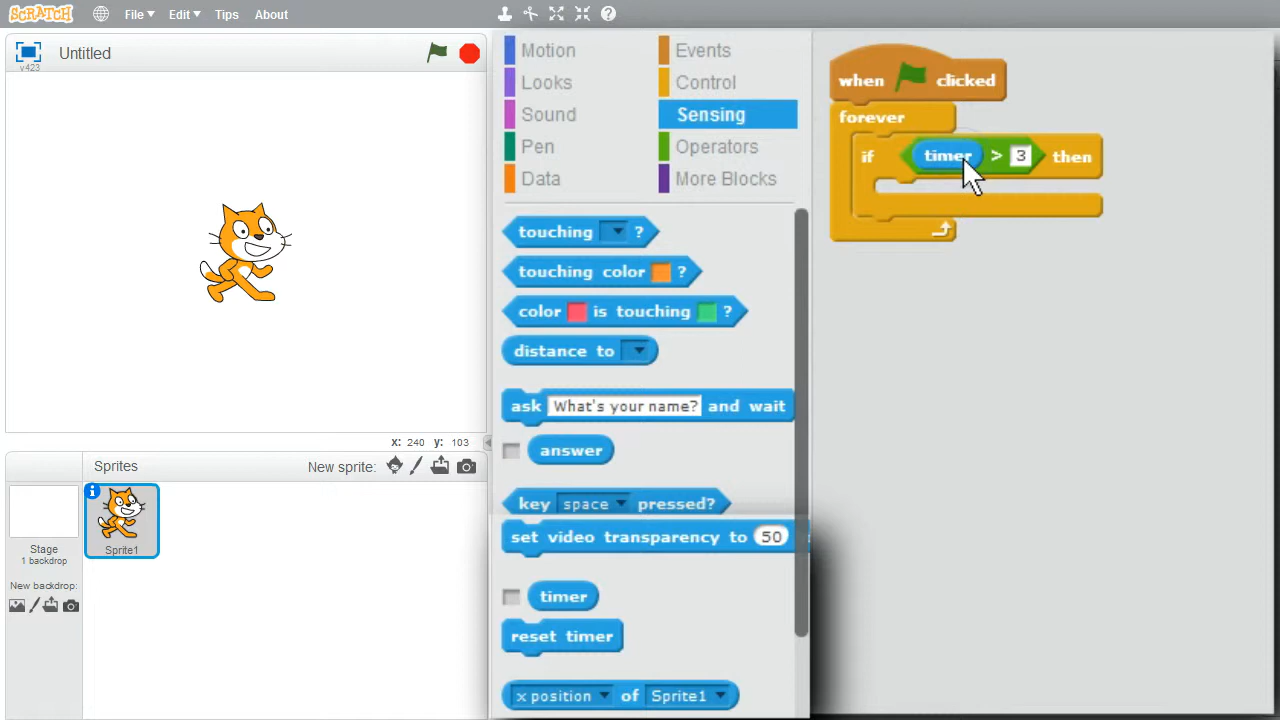 SCRATCH File Edit Tips About
v423
Untitled
x: 240 y: 103
Sprites New sprite:
Stage
1 backdrop
New backdrop:
Sprite1
Motion Events
Looks Control
Sound Sensing
Pen Operators
Data More Blocks
touching ?
touching color ?
color is touching ?
distance to
ask What's your name? and wait
answer
key space pressed?
set video transparency to 50
timer
reset timer
x position of Sprite1
when clicked
forever
if timer > 3 then